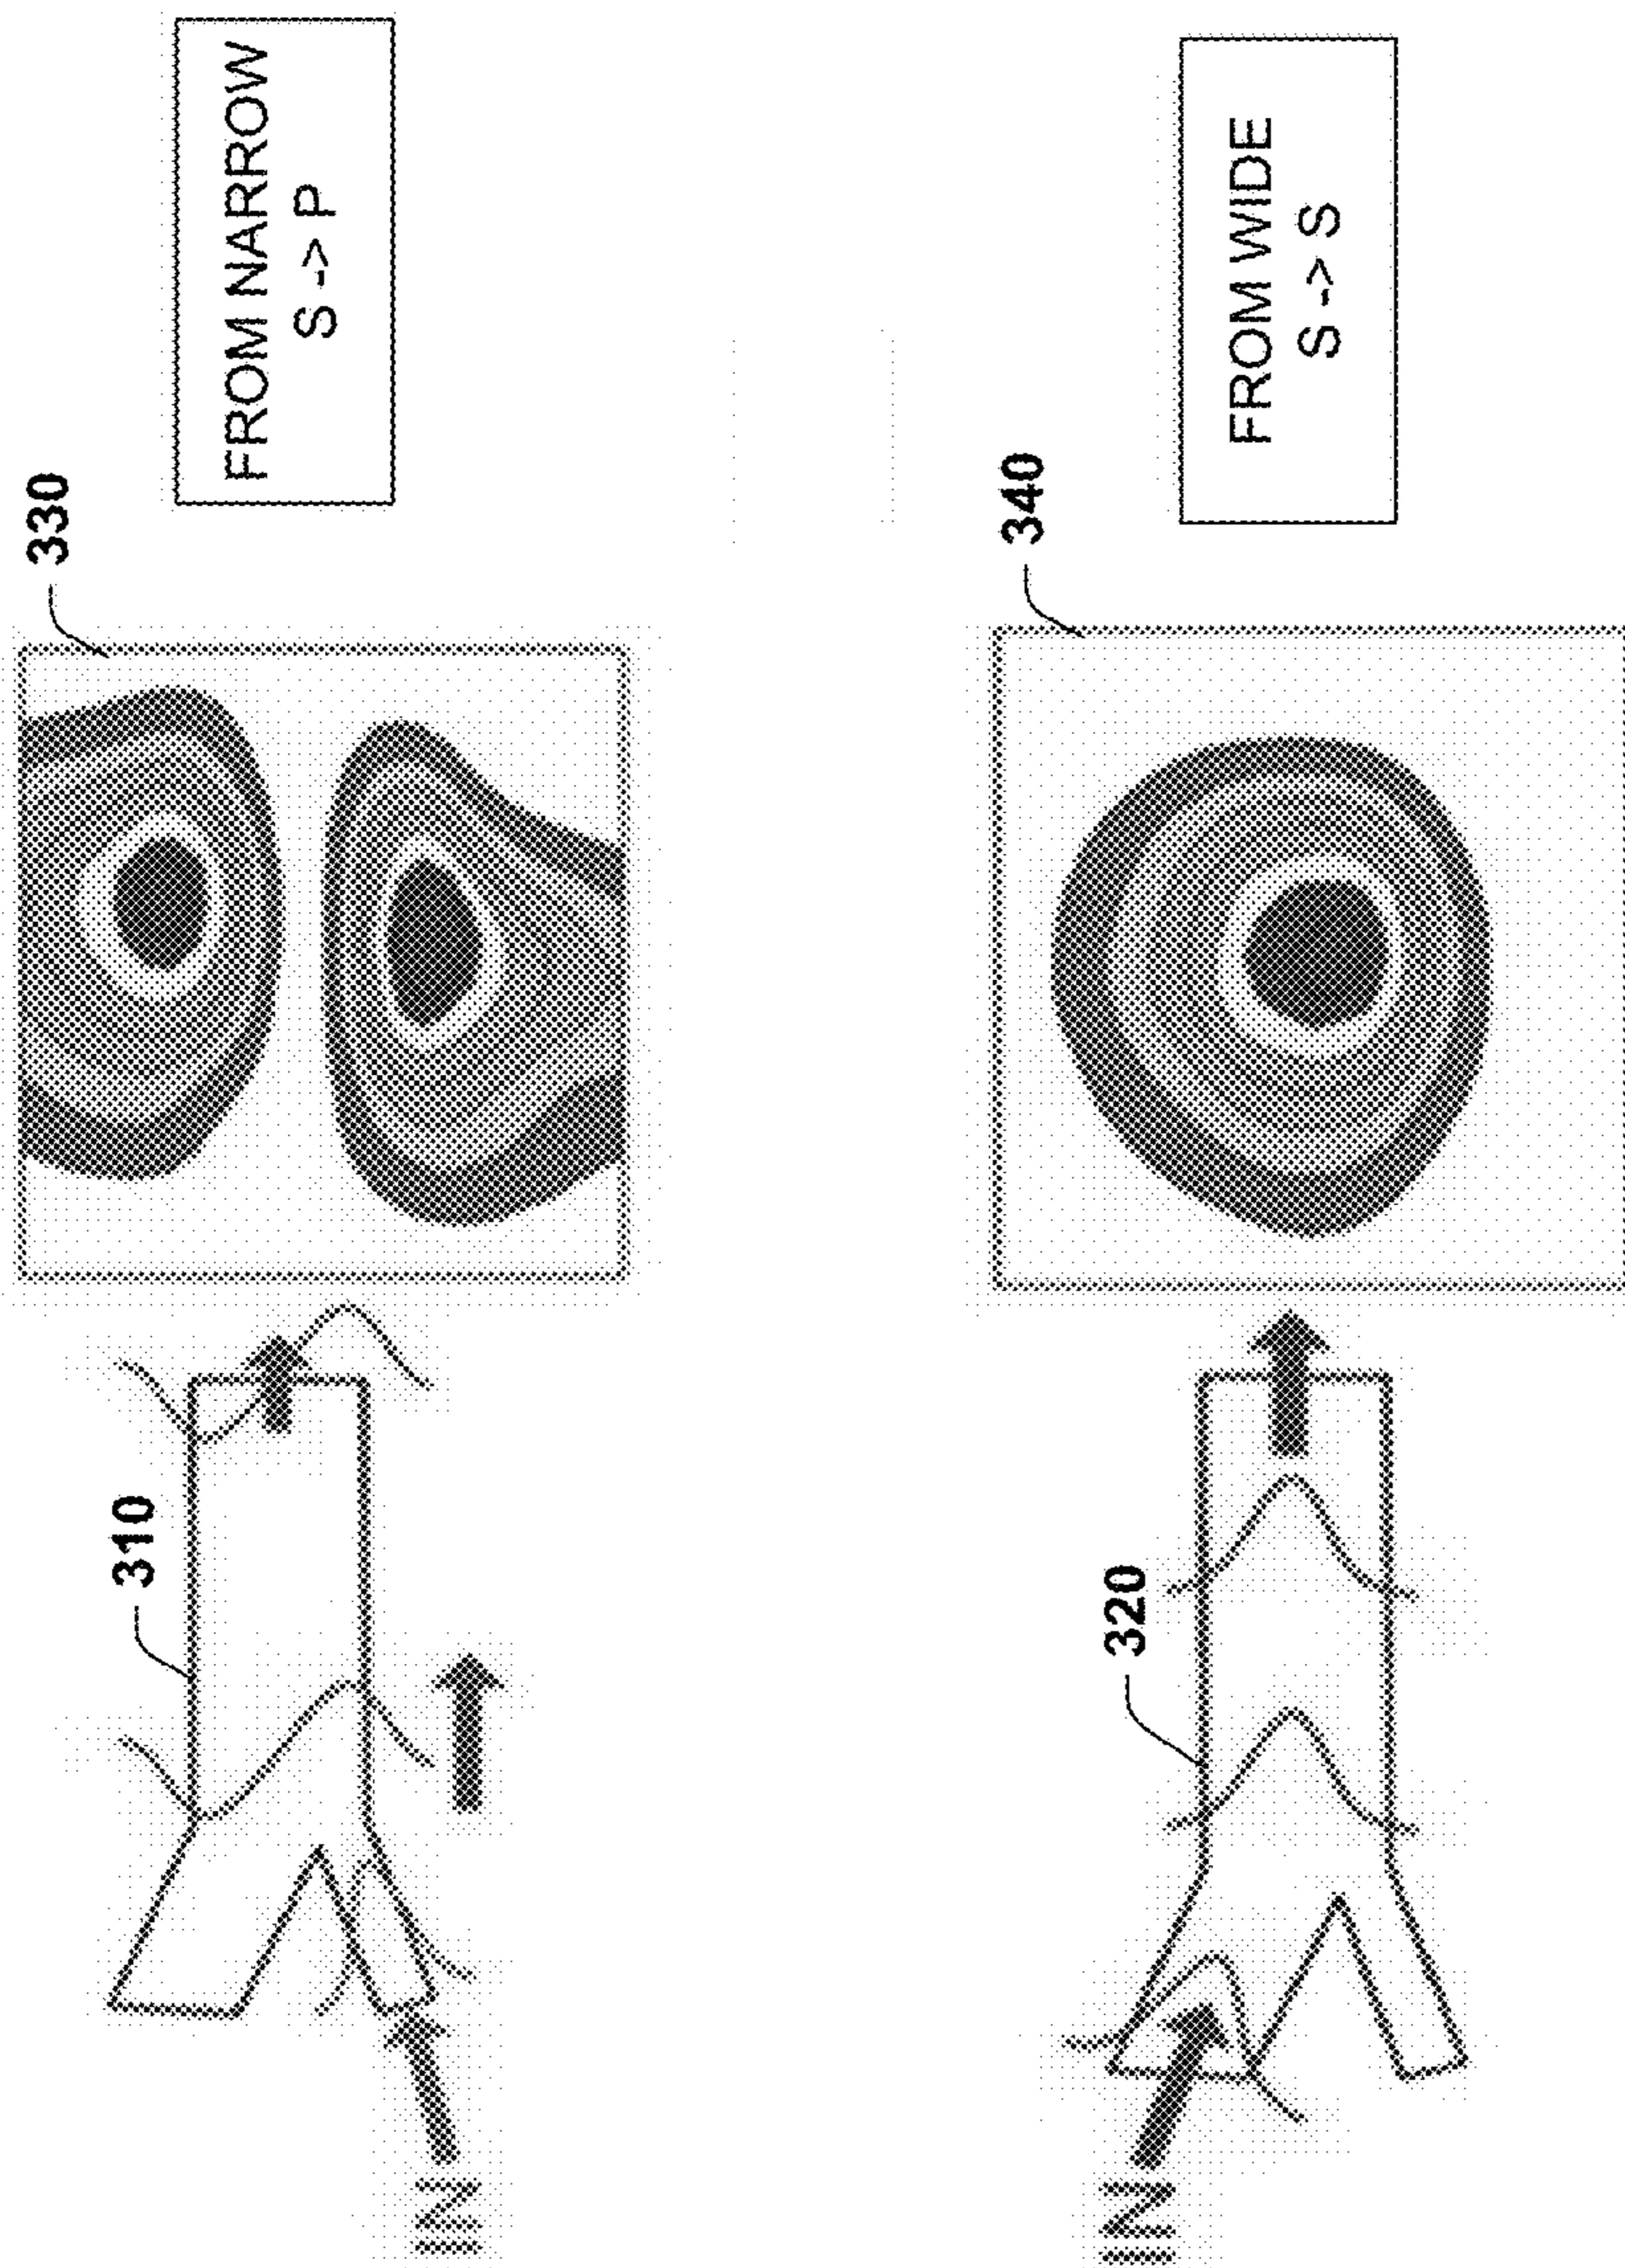 IN
310
330
FROM NARROW
S -> P
IN
320
340
FROM WIDE
S -> S